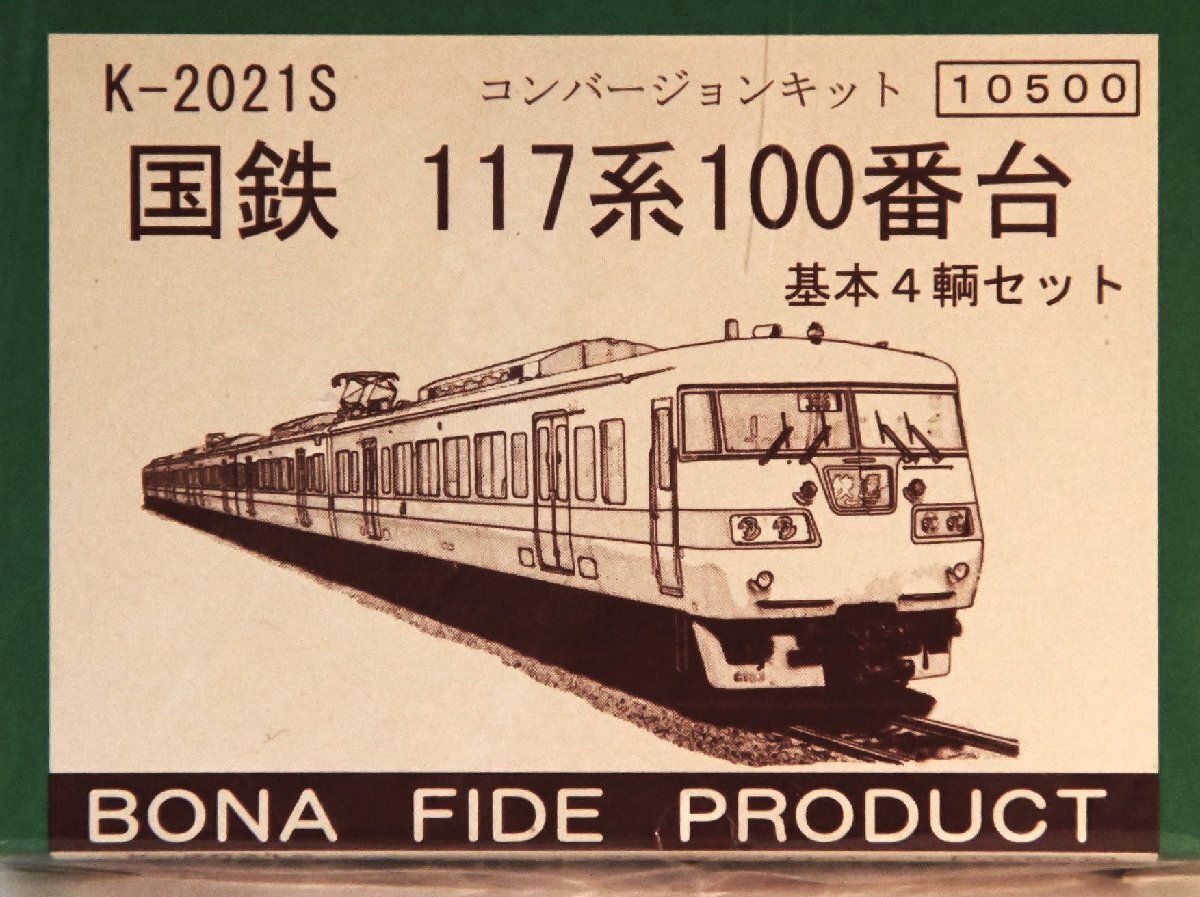 K-2021S コンバージョンキット 10500
国鉄 117系100番台
基本4輌セット
BONA FIDE PRODUCT